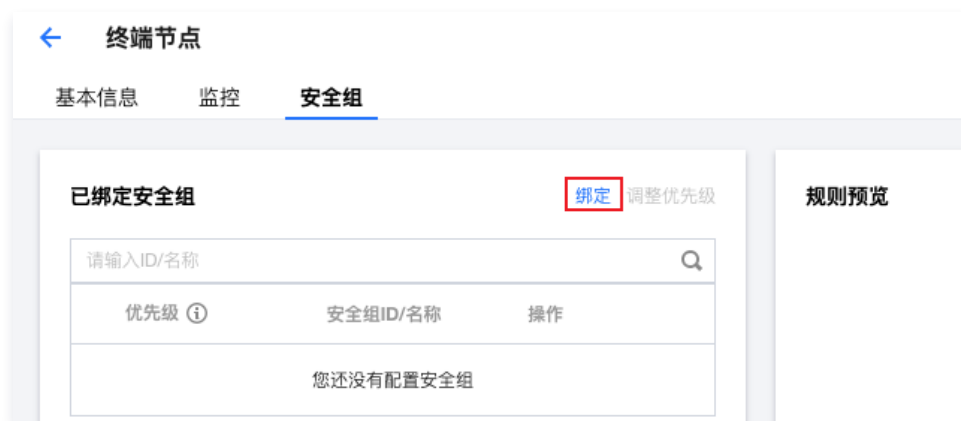 终端节点
基本信息 监控 安全组
已绑定安全组 绑定 调整优先级 规则预览
请输入ID/名称
优先级 安全组ID/名称 操作
您还没有配置安全组